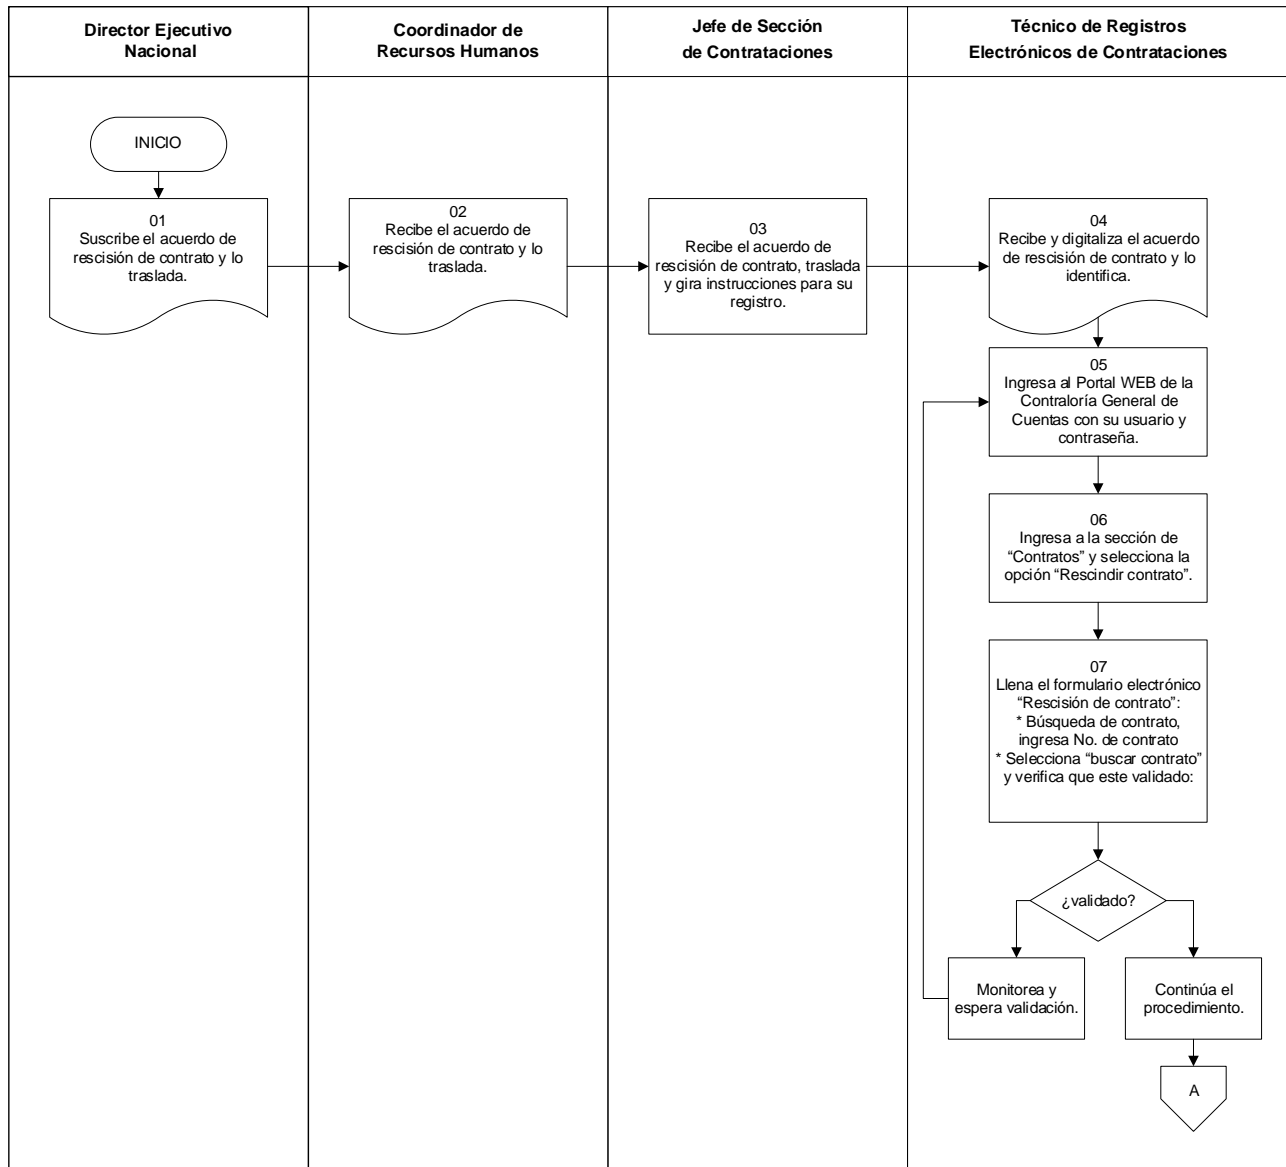 Director Ejecutivo
Nacional
Coordinador de
Recursos Humanos
Jefe de Sección
de Contrataciones
Técnico de Registros
Electrónicos de Contrataciones
INICIO
01
Suscribe el acuerdo de
rescisión de contrato y lo
traslada.
02
Recibe el acuerdo de
rescisión de contrato y lo
traslada.
03
Recibe el acuerdo de
rescisión de contrato, traslada
y gira instrucciones para su
registro.
04
Recibe y digitaliza el acuerdo
de rescisión de contrato y lo
identifica.
05
Ingresa al Portal WEB de la
Contraloría General de
Cuentas con su usuario y
contraseña.
06
Ingresa a la sección de
“Contratos” y selecciona la
opción “Rescindir contrato”.
07
Llena el formulario electrónico
“Rescisión de contrato”:
* Búsqueda de contrato,
ingresa No. de contrato
* Selecciona “buscar contrato”
y verifica que este validado:
¿validado?
Monitorea y
espera validación.
Continúa el
procedimiento.
A